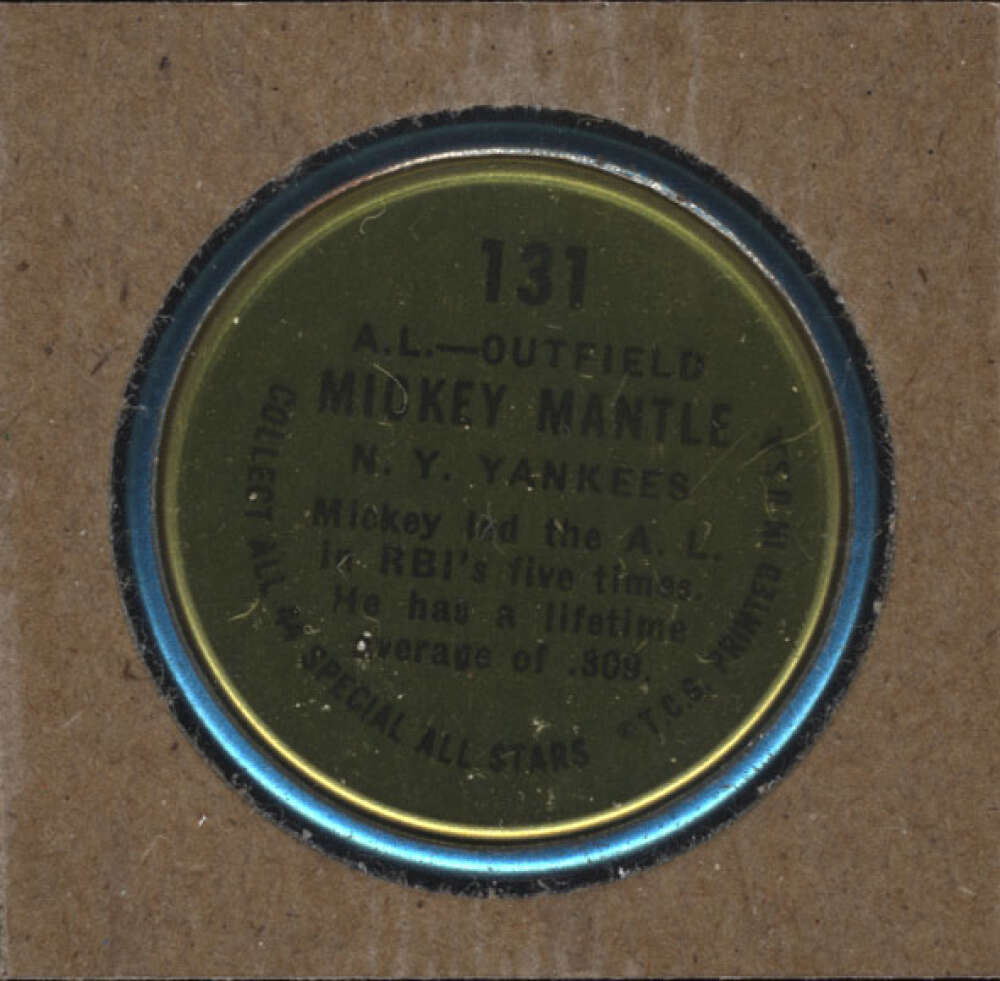 131
A.L.—OUTFIELD
MICKEY MANTLE
N. Y. YANKEES
Mickey led the A. L.
in RBI's five times.
He has a lifetime
average of .309.
COLLECT ALL 44 SPECIAL ALL STARS
©T.C.G. PRINTED IN U.S.A.